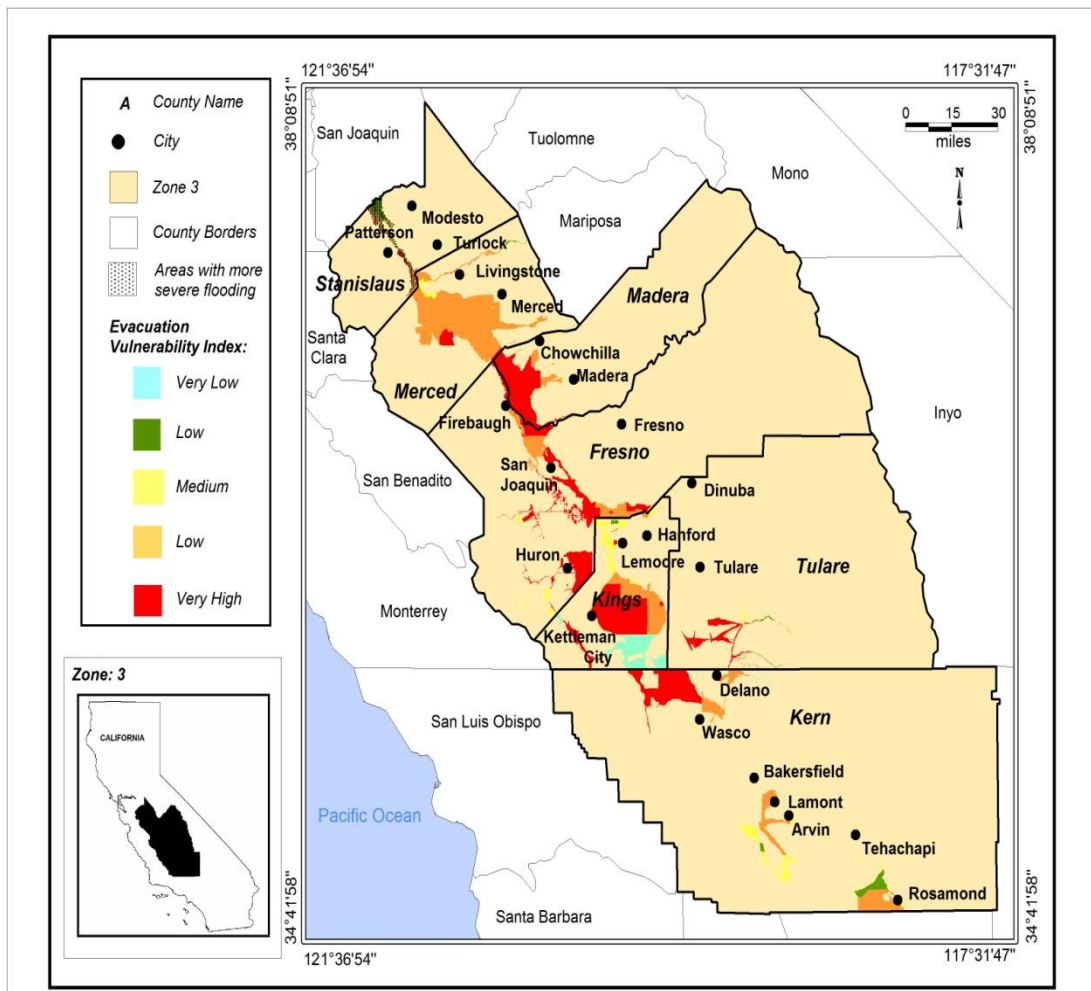 121°36'54"
117°31'47"
38°08'51"
38°08'51"
A County Name
City
Zone 3
County Borders
Areas with more
severe flooding
Evacuation
Vulnerability Index:
Very Low
Low
Medium
Low
Very High
Zone: 3
CALIFORNIA
0 15 30
miles
N
San Joaquin
Tuolomne
Mono
Mariposa
Modesto
Patterson
Turlock
Stanislaus
Livingstone
Merced
Madera
Santa
Clara
Chowchilla
Merced
Madera
Firebaugh
Inyo
Fresno
Fresno
San
Joaquin
San Benadito
Dinuba
Hanford
Lemoore
Huron
Tulare
Tulare
Kings
Monterrey
Kettleman
City
Delano
San Luis Obispo
Kern
Wasco
Bakersfield
Lamont
Pacific Ocean
Arvin
Tehachapi
Rosamond
Santa Barbara
34°41'58"
34°41'58"
121°36'54"
117°31'47"